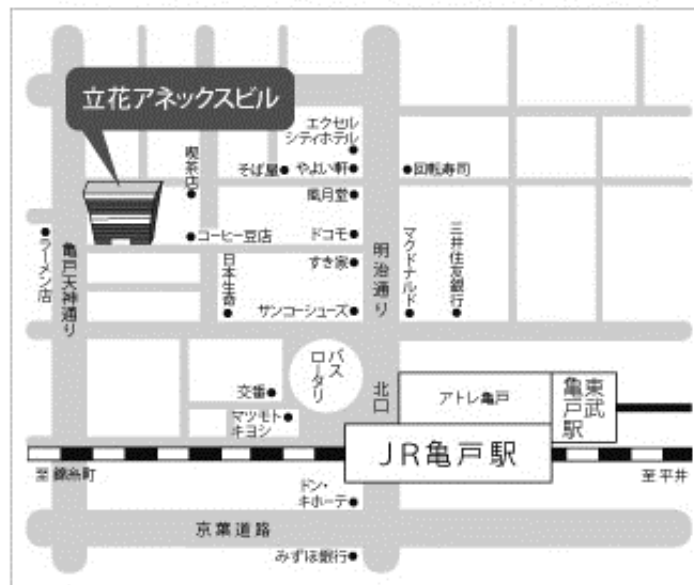 立花アネックスビル
エクセル
シティホテル
喫茶店
そば屋
やよい軒
回転寿司
風月堂
コーヒー豆店
ドコモ
ラーメン店
亀戸天神通り
日本生命
すき家
明治通り
マクドナルド
三井住友銀行
サンコーシューズ
バス
ロータリー
北口
アトレ亀戸
東武
亀戸駅
交番
マツモト
キヨシ
JR亀戸駅
至 錦糸町
至 平井
ドン・
キホーテ
京葉道路
みずほ銀行